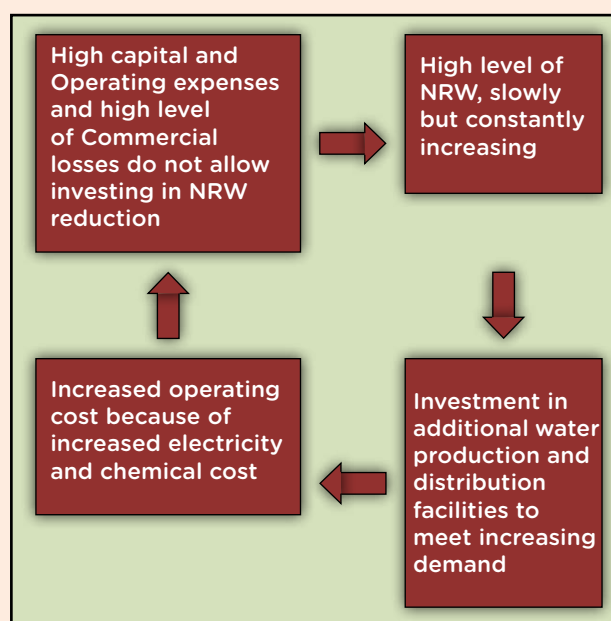 High capital and
Operating expenses
and high level
of Commercial
losses do not allow
investing in NRW
reduction
High level of
NRW, slowly
but constantly
increasing
Increased operating
cost because of
increased electricity
and chemical cost
Investment in
additional water
production and
distribution
facilities to
meet increasing
demand